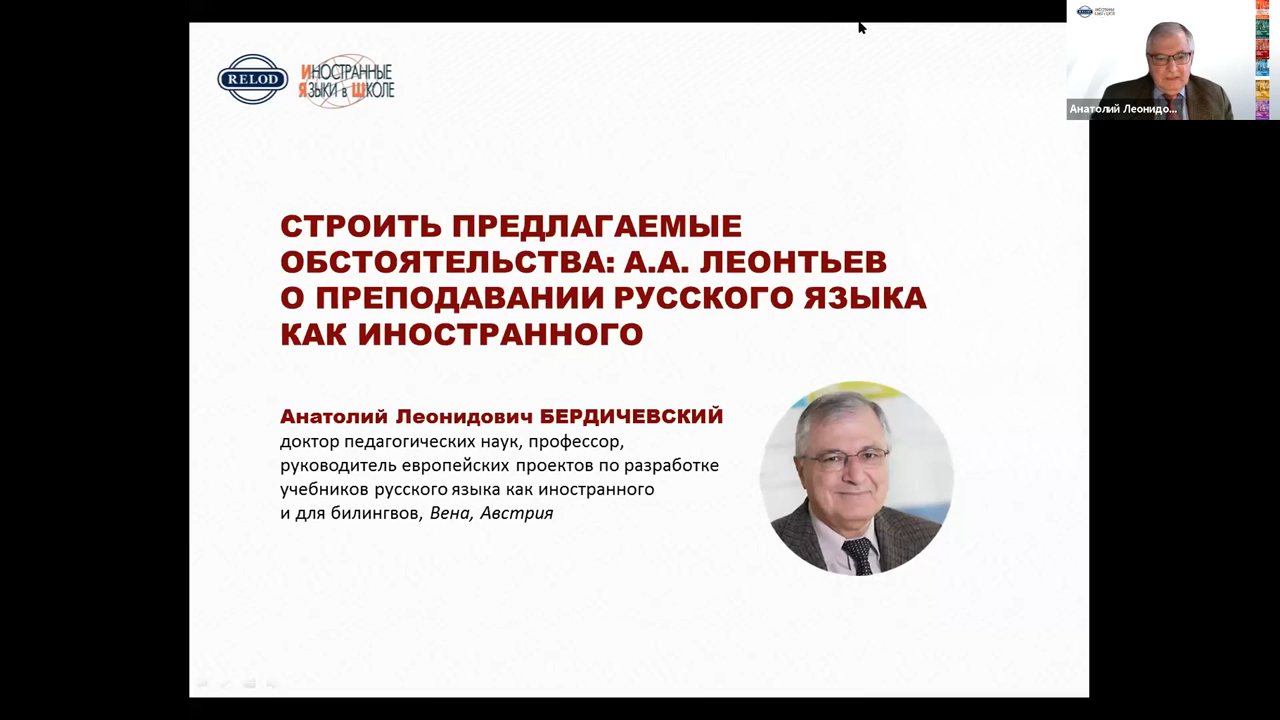 RELOD
ИНОСТРАННЫЕ
ЯЗЫКИ в ШКОЛЕ
СТРОИТЬ ПРЕДЛАГАЕМЫЕ
ОБСТОЯТЕЛЬСТВА: А.А. ЛЕОНТЬЕВ
О ПРЕПОДАВАНИИ РУССКОГО ЯЗЫКА
КАК ИНОСТРАННОГО
Анатолий Леонидович БЕРДИЧЕВСКИЙ
доктор педагогических наук, профессор,
руководитель европейских проектов по разработке
учебников русского языка как иностранного
и для билингвов, Вена, Австрия
Анатолий Леонидо...